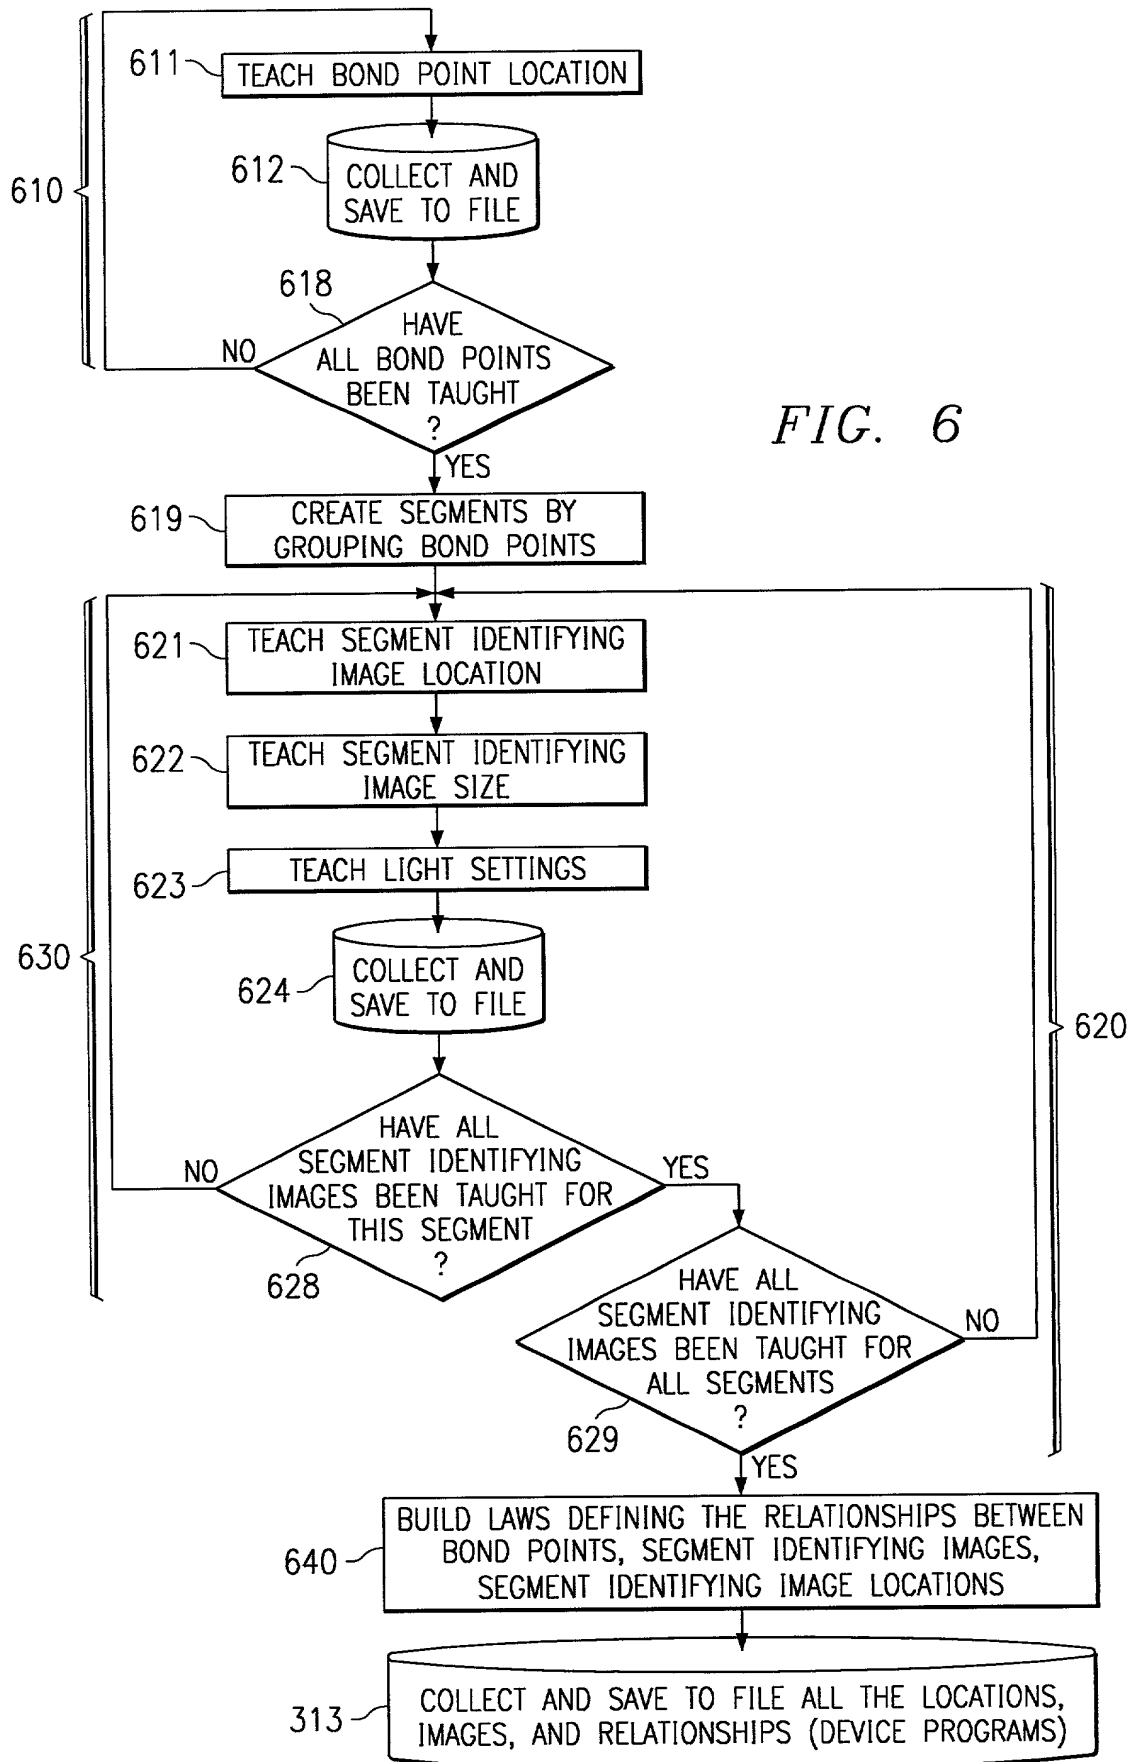 611
TEACH BOND POINT LOCATION
612
COLLECT AND
SAVE TO FILE
610
618
HAVE
ALL BOND POINTS
BEEN TAUGHT
?
NO
YES
FIG. 6
619
CREATE SEGMENTS BY
GROUPING BOND POINTS
621
TEACH SEGMENT IDENTIFYING
IMAGE LOCATION
622
TEACH SEGMENT IDENTIFYING
IMAGE SIZE
623
TEACH LIGHT SETTINGS
630
624
COLLECT AND
SAVE TO FILE
620
HAVE ALL
SEGMENT IDENTIFYING
IMAGES BEEN TAUGHT FOR
THIS SEGMENT
?
NO
YES
628
HAVE ALL
SEGMENT IDENTIFYING
IMAGES BEEN TAUGHT FOR
ALL SEGMENTS
?
NO
629
YES
640
BUILD LAWS DEFINING THE RELATIONSHIPS BETWEEN
BOND POINTS, SEGMENT IDENTIFYING IMAGES,
SEGMENT IDENTIFYING IMAGE LOCATIONS
313
COLLECT AND SAVE TO FILE ALL THE LOCATIONS,
IMAGES, AND RELATIONSHIPS (DEVICE PROGRAMS)